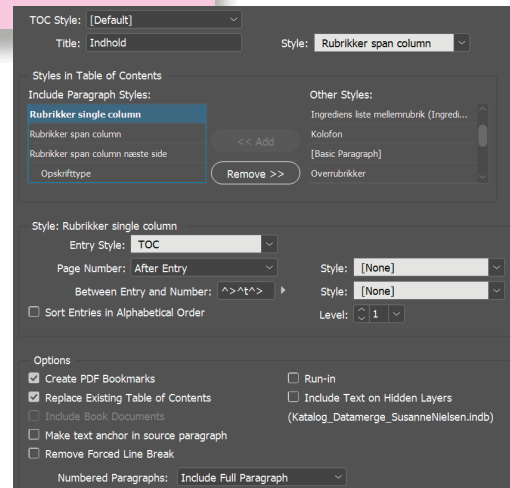 TOC Style: [Default]
Title: Indhold Style: Rubrikker span column
Styles in Table of Contents
Include Paragraph Styles: Other Styles:
Rubrikker single column Ingrediens liste mellemrubrik (Ingredi...
Rubrikker span column << Add Kolofon
Rubrikker span column næste side [Basic Paragraph]
Opskrifttype Remove >> Overrubrikker
Style: Rubrikker single column
Entry Style: TOC
Page Number: After Entry Style: [None]
Between Entry and Number: ^>^t^> Style: [None]
Sort Entries in Alphabetical Order Level: 1
Options
Create PDF Bookmarks Run-in
Replace Existing Table of Contents Include Text on Hidden Layers
Include Book Documents (Katalog_Datamerge_SusanneNielsen.indb)
Make text anchor in source paragraph
Remove Forced Line Break
Numbered Paragraphs: Include Full Paragraph